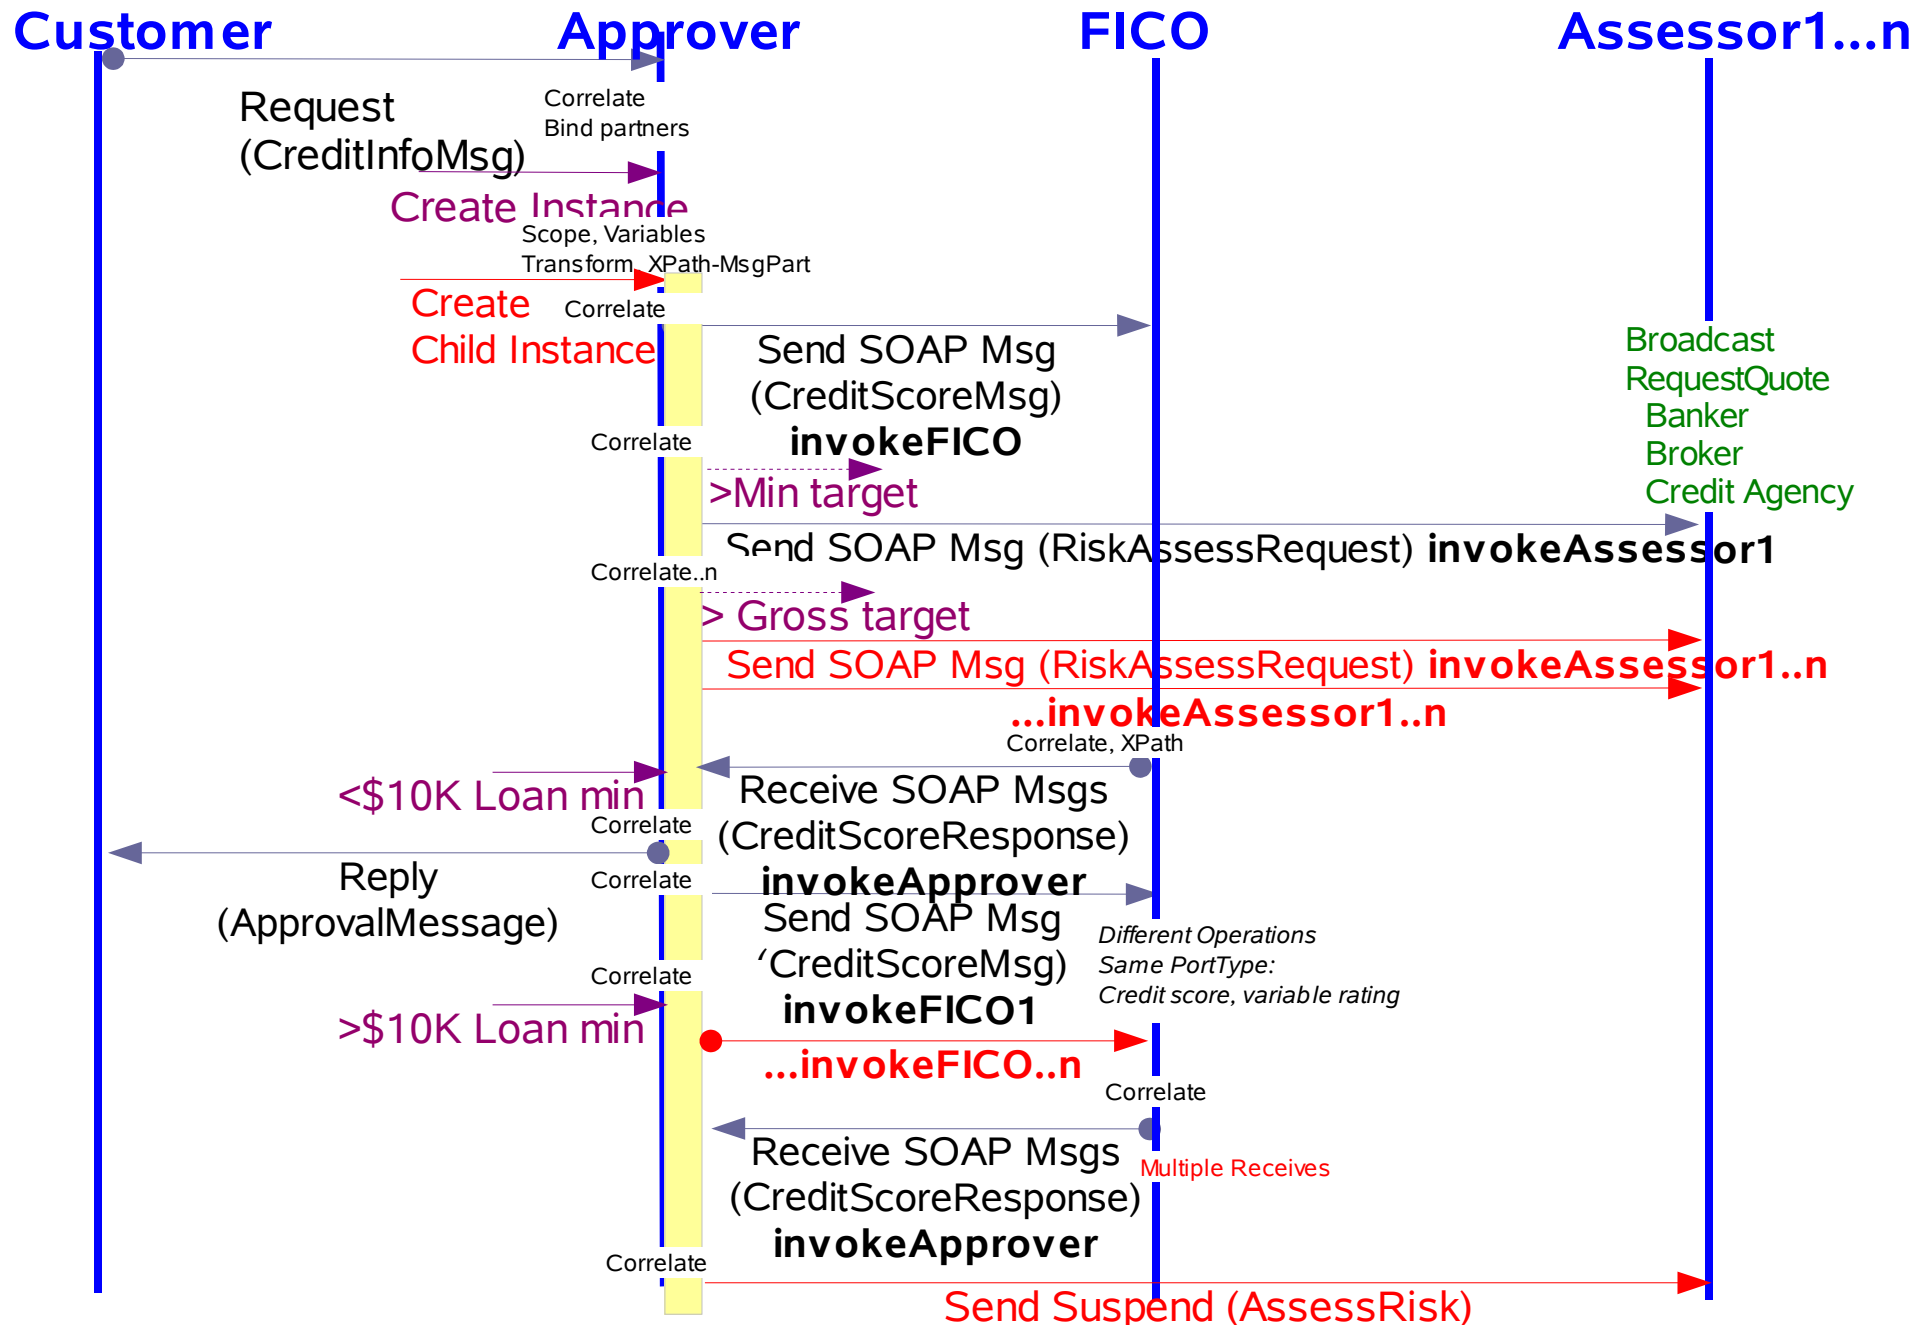 Customer
Approver
FICO
Assessor1...n
Request
(CreditInfoMsg)
Correlate
Bind partners
Create Instance
Scope, Variables
Transform XPath-MsgPart
Create
Child Instance
Correlate
Send SOAP Msg
(CreditScoreMsg)
invokeFICO
Broadcast
RequestQuote
Banker
Broker
Credit Agency
Correlate
>Min target
Send SOAP Msg (RiskAssessRequest) invokeAssessor1
Correlate..n
> Gross target
Send SOAP Msg (RiskAssessRequest) invokeAssessor1..n
...invokeAssessor1..n
Correlate, XPath
<$10K Loan min
Receive SOAP Msgs
(CreditScoreResponse)
invokeApprover
Correlate
Reply
(ApprovalMessage)
Correlate
Send SOAP Msg
(CreditScoreMsg)
invokeFICO1
Different Operations
Same PortType:
Credit score, variable rating
Correlate
>$10K Loan min
...invokeFICO..n
Correlate
Receive SOAP Msgs
(CreditScoreResponse)
invokeApprover
Multiple Receives
Correlate
Send Suspend (AssessRisk)